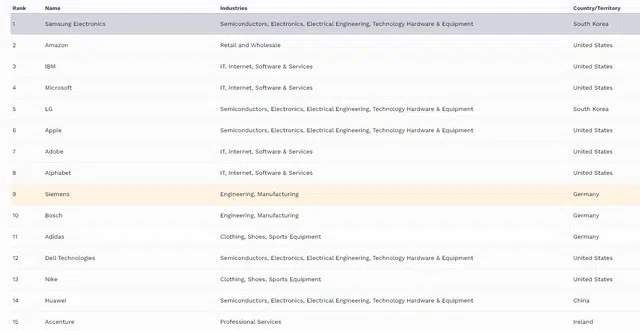 Rank Name Industries Country/Territory
1 Samsung Electronics Semiconductors, Electronics, Electrical Engineering, Technology Hardware & Equipment South Korea
2 Amazon Retail and Wholesale United States
3 IBM IT, Internet, Software & Services United States
4 Microsoft IT, Internet, Software & Services United States
5 LG Semiconductors, Electronics, Electrical Engineering, Technology Hardware & Equipment South Korea
6 Apple Semiconductors, Electronics, Electrical Engineering, Technology Hardware & Equipment United States
7 Adobe IT, Internet, Software & Services United States
8 Alphabet IT, Internet, Software & Services United States
9 Siemens Engineering, Manufacturing Germany
10 Bosch Engineering, Manufacturing Germany
11 Adidas Clothing, Shoes, Sports Equipment Germany
12 Dell Technologies Semiconductors, Electronics, Electrical Engineering, Technology Hardware & Equipment United States
13 Nike Clothing, Shoes, Sports Equipment United States
14 Huawei Semiconductors, Electronics, Electrical Engineering, Technology Hardware & Equipment China
15 Accenture Professional Services Ireland